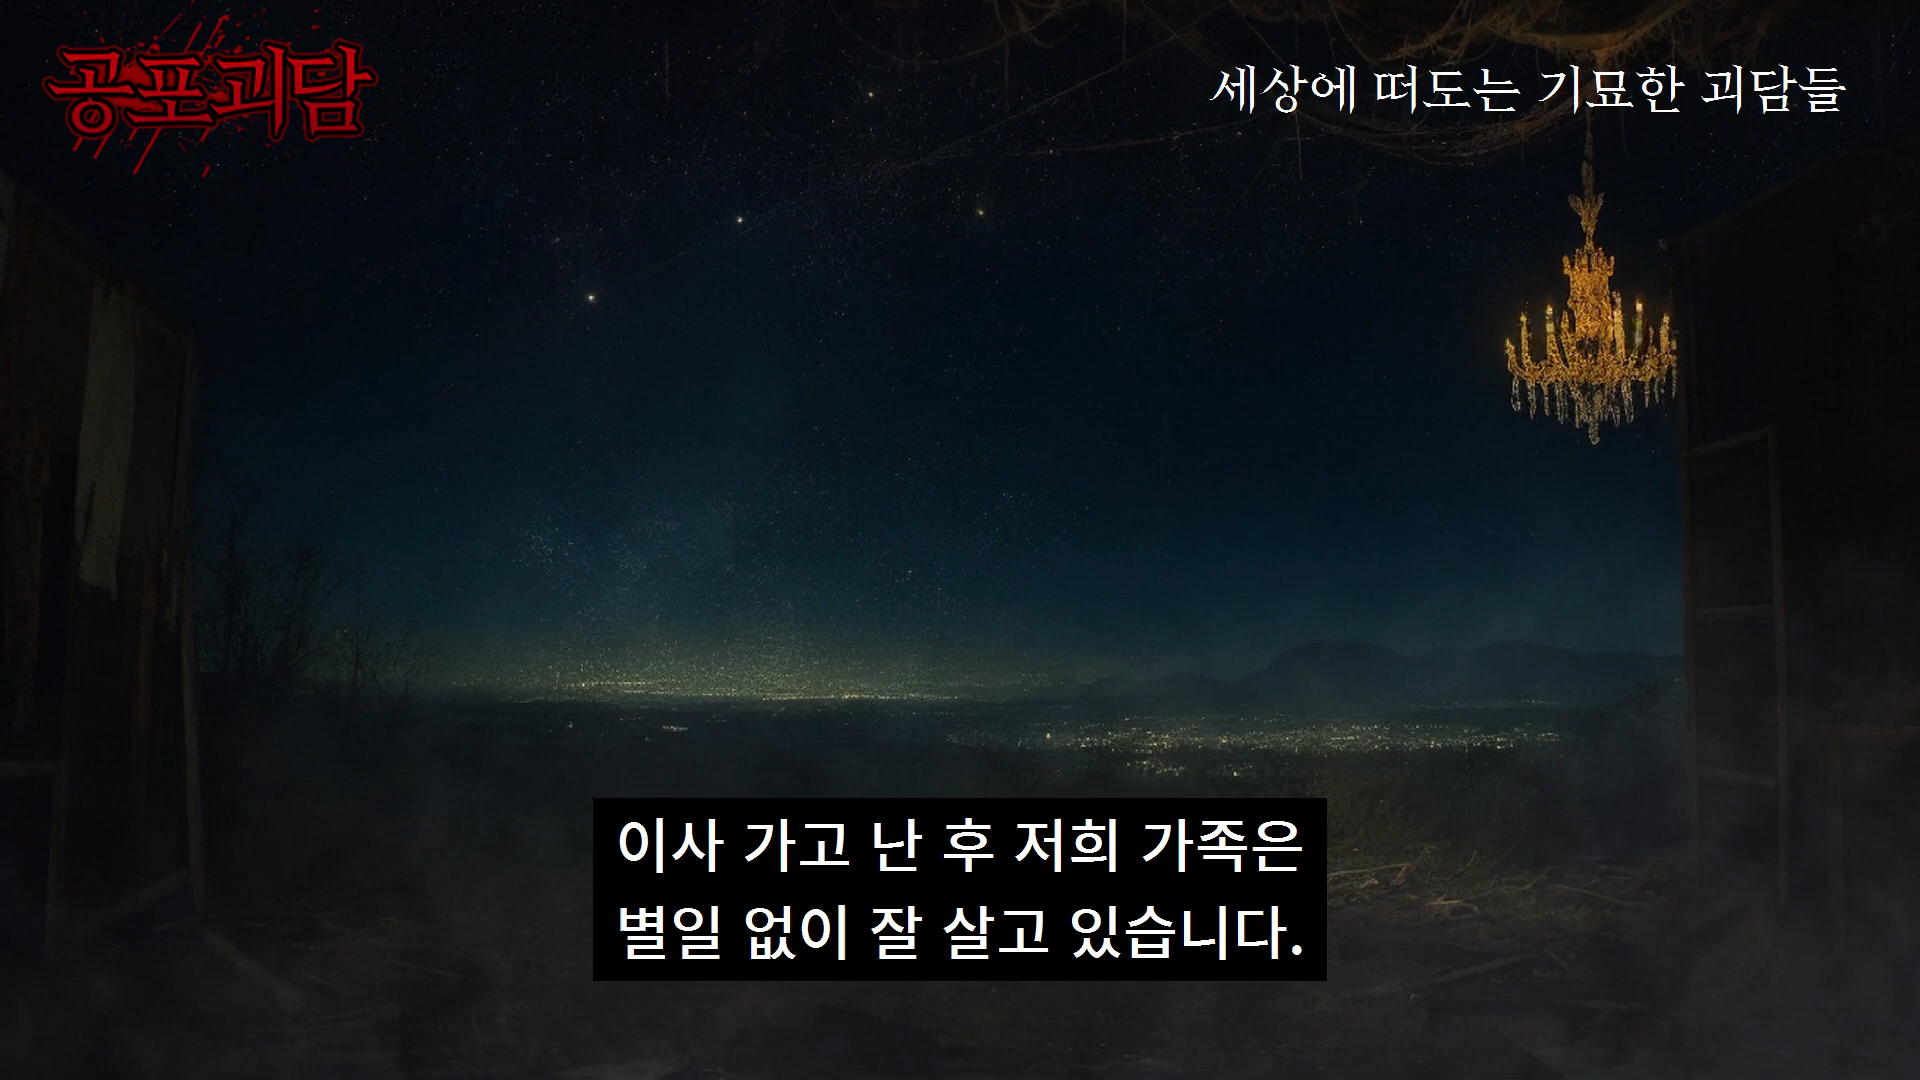 공포괴담
세상에 떠도는 기묘한 괴담들
이사 가고 난 후 저희 가족은
별일 없이 잘 살고 있습니다.